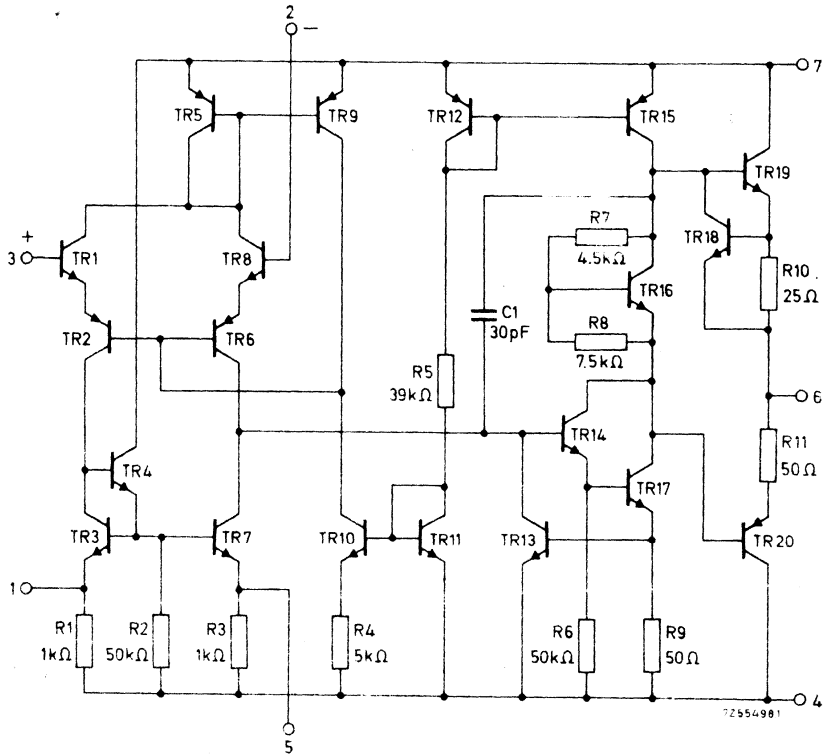 2
−
7
TR5
TR9
TR12
TR15
TR19
+
3
TR1
TR8
TR18
R7
4.5kΩ
R10
25Ω
TR16
C1
30pF
R8
7.5kΩ
TR2
TR6
R5
39kΩ
6
TR14
R11
50Ω
TR4
TR17
TR3
TR7
TR10
TR11
TR13
TR20
1
R1
1kΩ
R2
50kΩ
R3
1kΩ
R4
5kΩ
R6
50kΩ
R9
50Ω
4
7Z554981
5